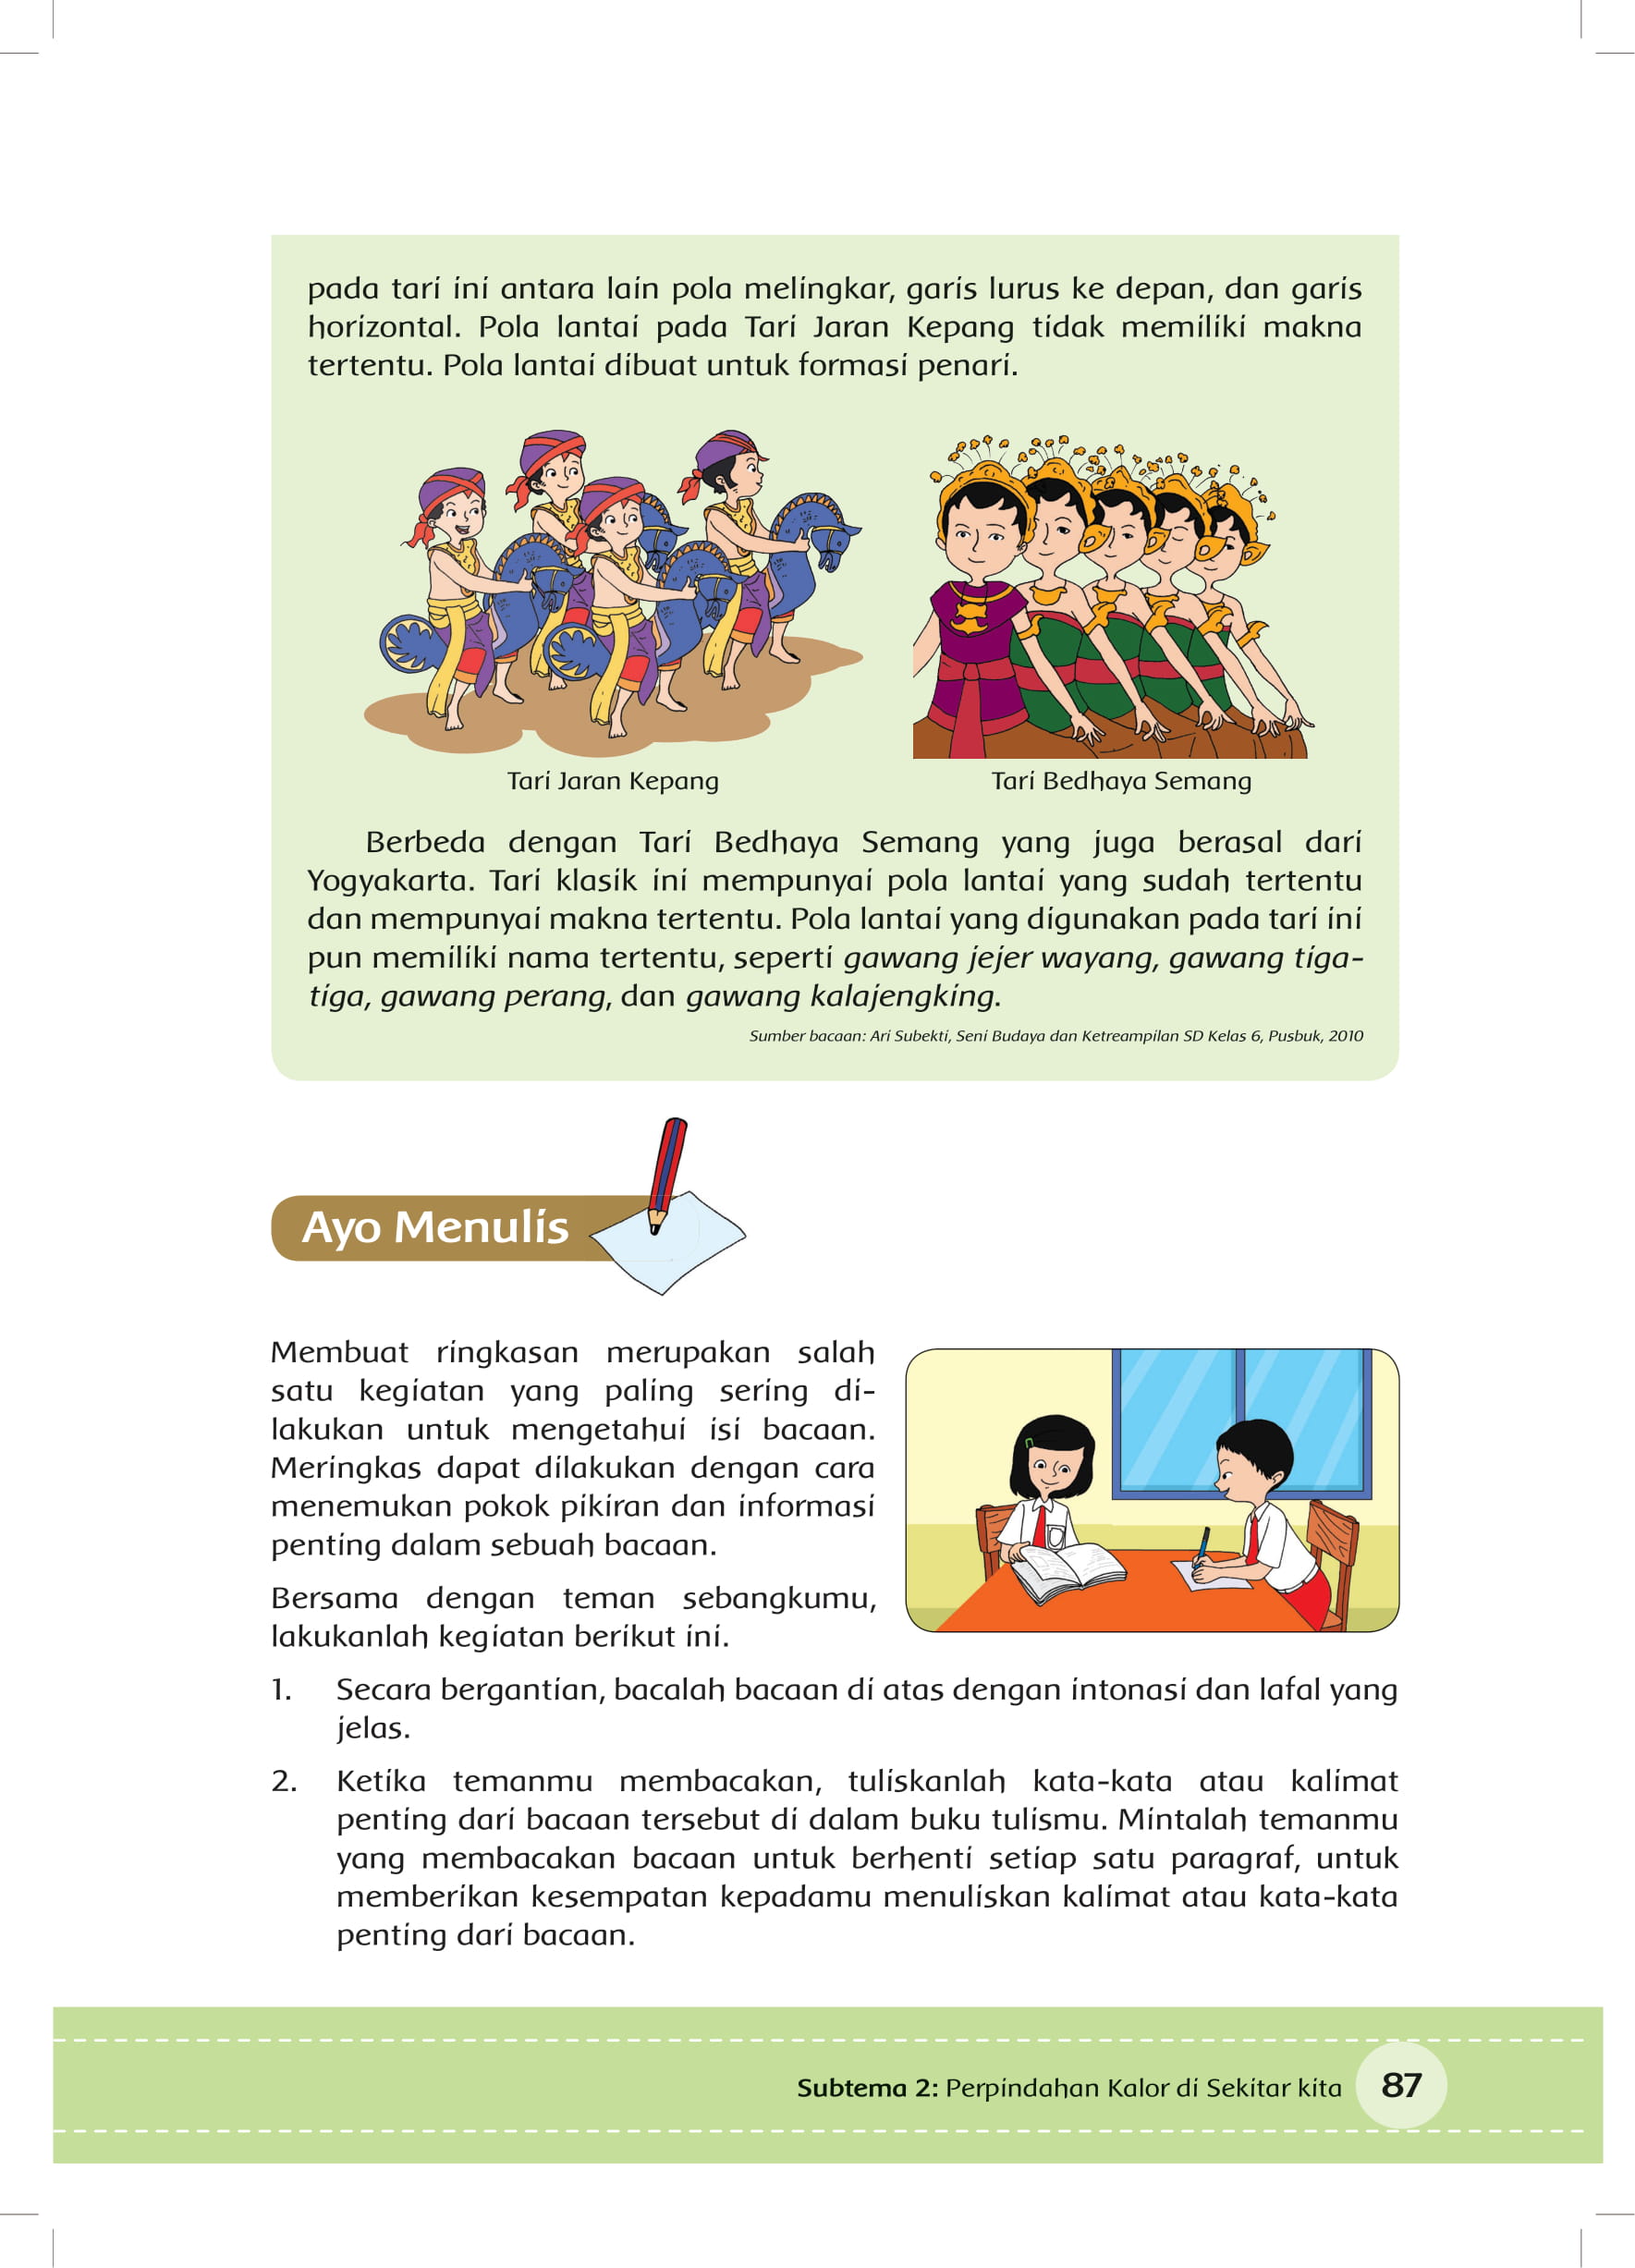 pada tari ini antara lain pola melingkar, garis lurus ke depan, dan garis
horizontal. Pola lantai pada Tari Jaran Kepang tidak memiliki makna
tertentu. Pola lantai dibuat untuk formasi penari.
Tari Jaran Kepang
Tari Bedhaya Semang
Berbeda dengan Tari Bedhaya Semang yang juga berasal dari
Yogyakarta. Tari klasik ini mempunyai pola lantai yang sudah tertentu
dan mempunyai makna tertentu. Pola lantai yang digunakan pada tari ini
pun memiliki nama tertentu, seperti gawang jejer wayang, gawang tiga-
tiga, gawang perang, dan gawang kalajengking.
Sumber bacaan: Ari Subekti, Seni Budaya dan Ketreampilan SD Kelas 6, Pusbuk, 2010
Ayo Menulis
Membuat ringkasan merupakan salah
satu kegiatan yang paling sering di-
lakukan untuk mengetahui isi bacaan.
Meringkas dapat dilakukan dengan cara
menemukan pokok pikiran dan informasi
penting dalam sebuah bacaan.
Bersama dengan teman sebangkumu,
lakukanlah kegiatan berikut ini.
1. Secara bergantian, bacalah bacaan di atas dengan intonasi dan lafal yang
jelas.
2. Ketika temanmu membacakan, tuliskanlah kata-kata atau kalimat
penting dari bacaan tersebut di dalam buku tulismu. Mintalah temanmu
yang membacakan bacaan untuk berhenti setiap satu paragraf, untuk
memberikan kesempatan kepadamu menuliskan kalimat atau kata-kata
penting dari bacaan.
Subtema 2: Perpindahan Kalor di Sekitar kita 87